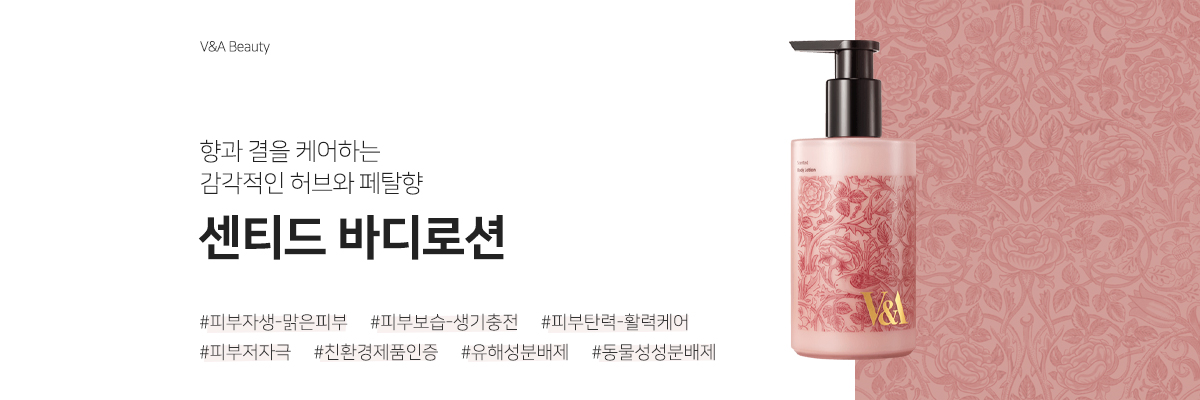 V&A Beauty
향과 결을 케어하는
감각적인 허브와 페탈향
센티드 바디로션
#피부자생-맑은피부 #피부보습-생기충전 #피부탄력-활력케어
#피부저자극 #친환경제품인증 #유해성분배제 #동물성성분배제
V&A